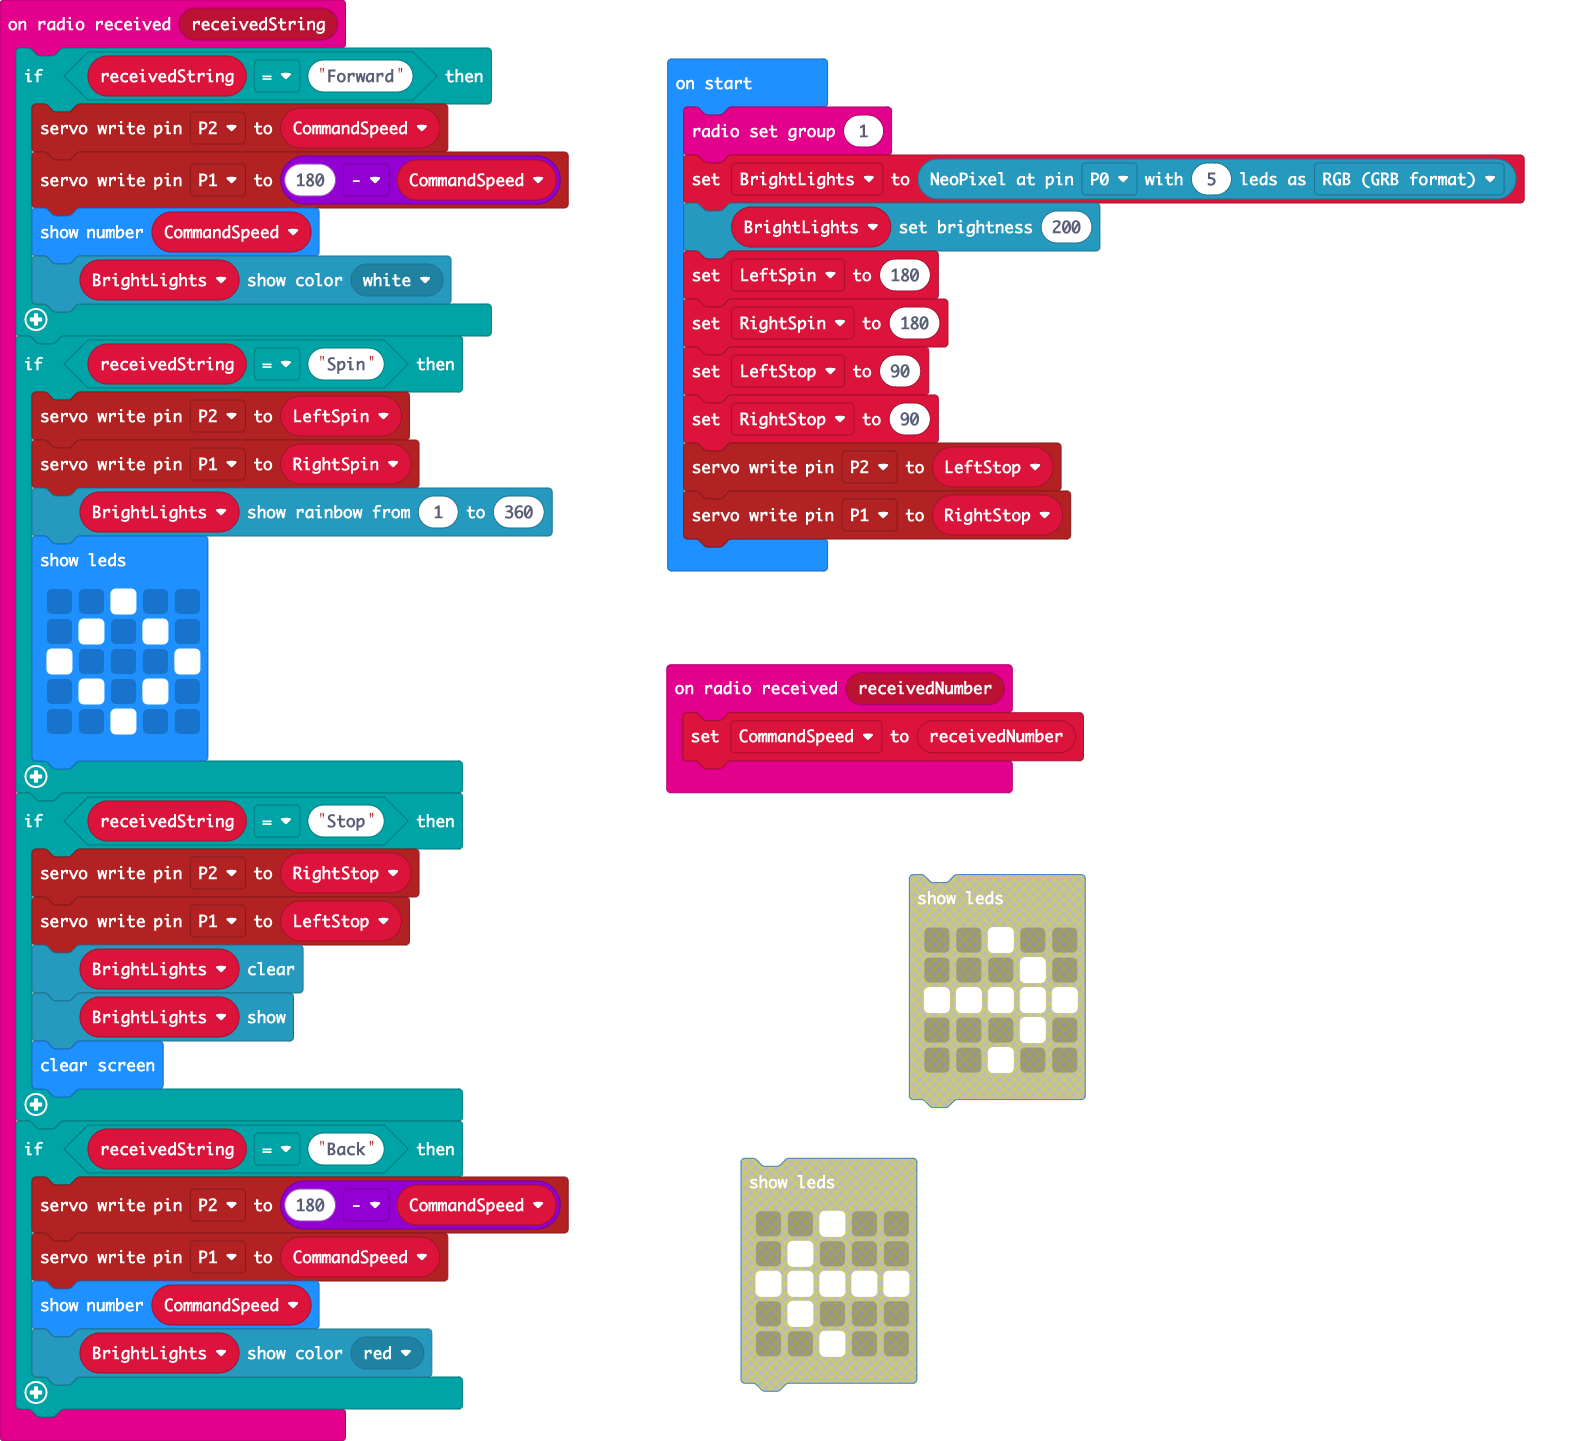 on radio received receivedString
if receivedString = "Forward" then
servo write pin P2 to CommandSpeed
servo write pin P1 to 180 - CommandSpeed
show number CommandSpeed
BrightLights show color white
if receivedString = "Spin" then
servo write pin P2 to LeftSpin
servo write pin P1 to RightSpin
BrightLights show rainbow from 1 to 360
show leds
if receivedString = "Stop" then
servo write pin P2 to RightStop
servo write pin P1 to LeftStop
BrightLights clear
BrightLights show
clear screen
if receivedString = "Back" then
servo write pin P2 to 180 - CommandSpeed
servo write pin P1 to CommandSpeed
show number CommandSpeed
BrightLights show color red
on start
radio set group 1
set BrightLights to NeoPixel at pin P0 with 5 leds as RGB (GRB format)
BrightLights set brightness 200
set LeftSpin to 180
set RightSpin to 180
set LeftStop to 90
set RightStop to 90
servo write pin P2 to LeftStop
servo write pin P1 to RightStop
on radio received receivedNumber
set CommandSpeed to receivedNumber
show leds
show leds